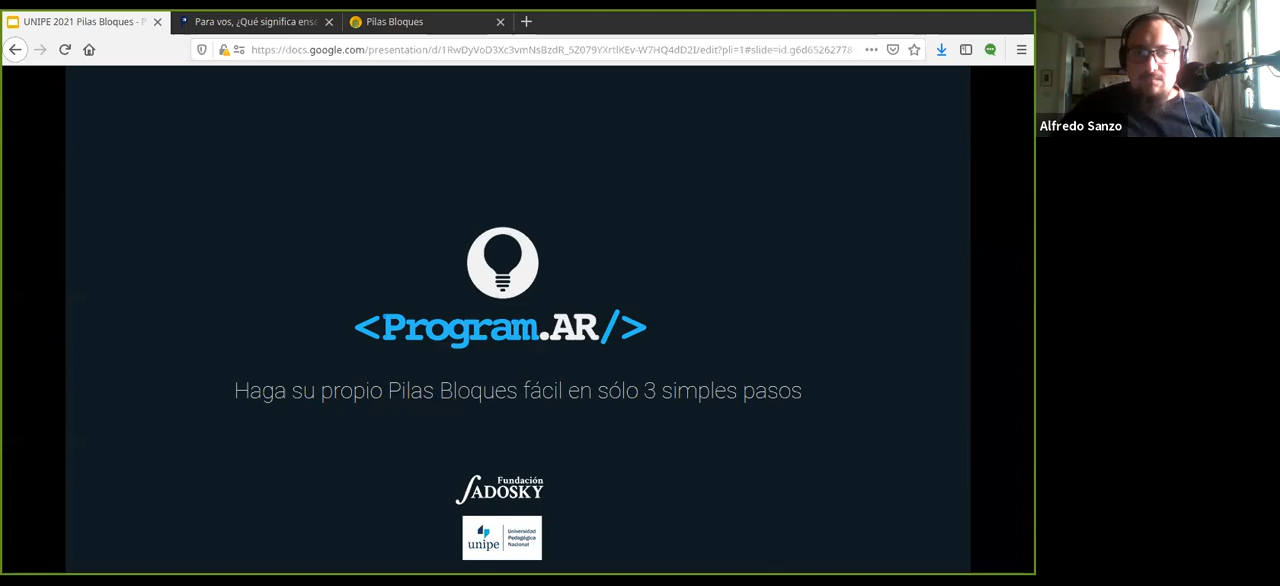 UNIPE 2021 Pilas Bloques - P
Para vos, ¿Qué significa ense
Pilas Bloques
https://docs.google.com/presentation/d/1RwDyVoD3Xc3vmNsBzdR_5Z079YXrtlKEv-W7HQ4dD2I/edit?pli=1#slide=id.g6d65262778
Alfredo Sanzo
<Program.AR/>
Haga su propio Pilas Bloques fácil en sólo 3 simples pasos
Fundación
SADOSKY
unipe
Universidad
Pedagógica
Nacional